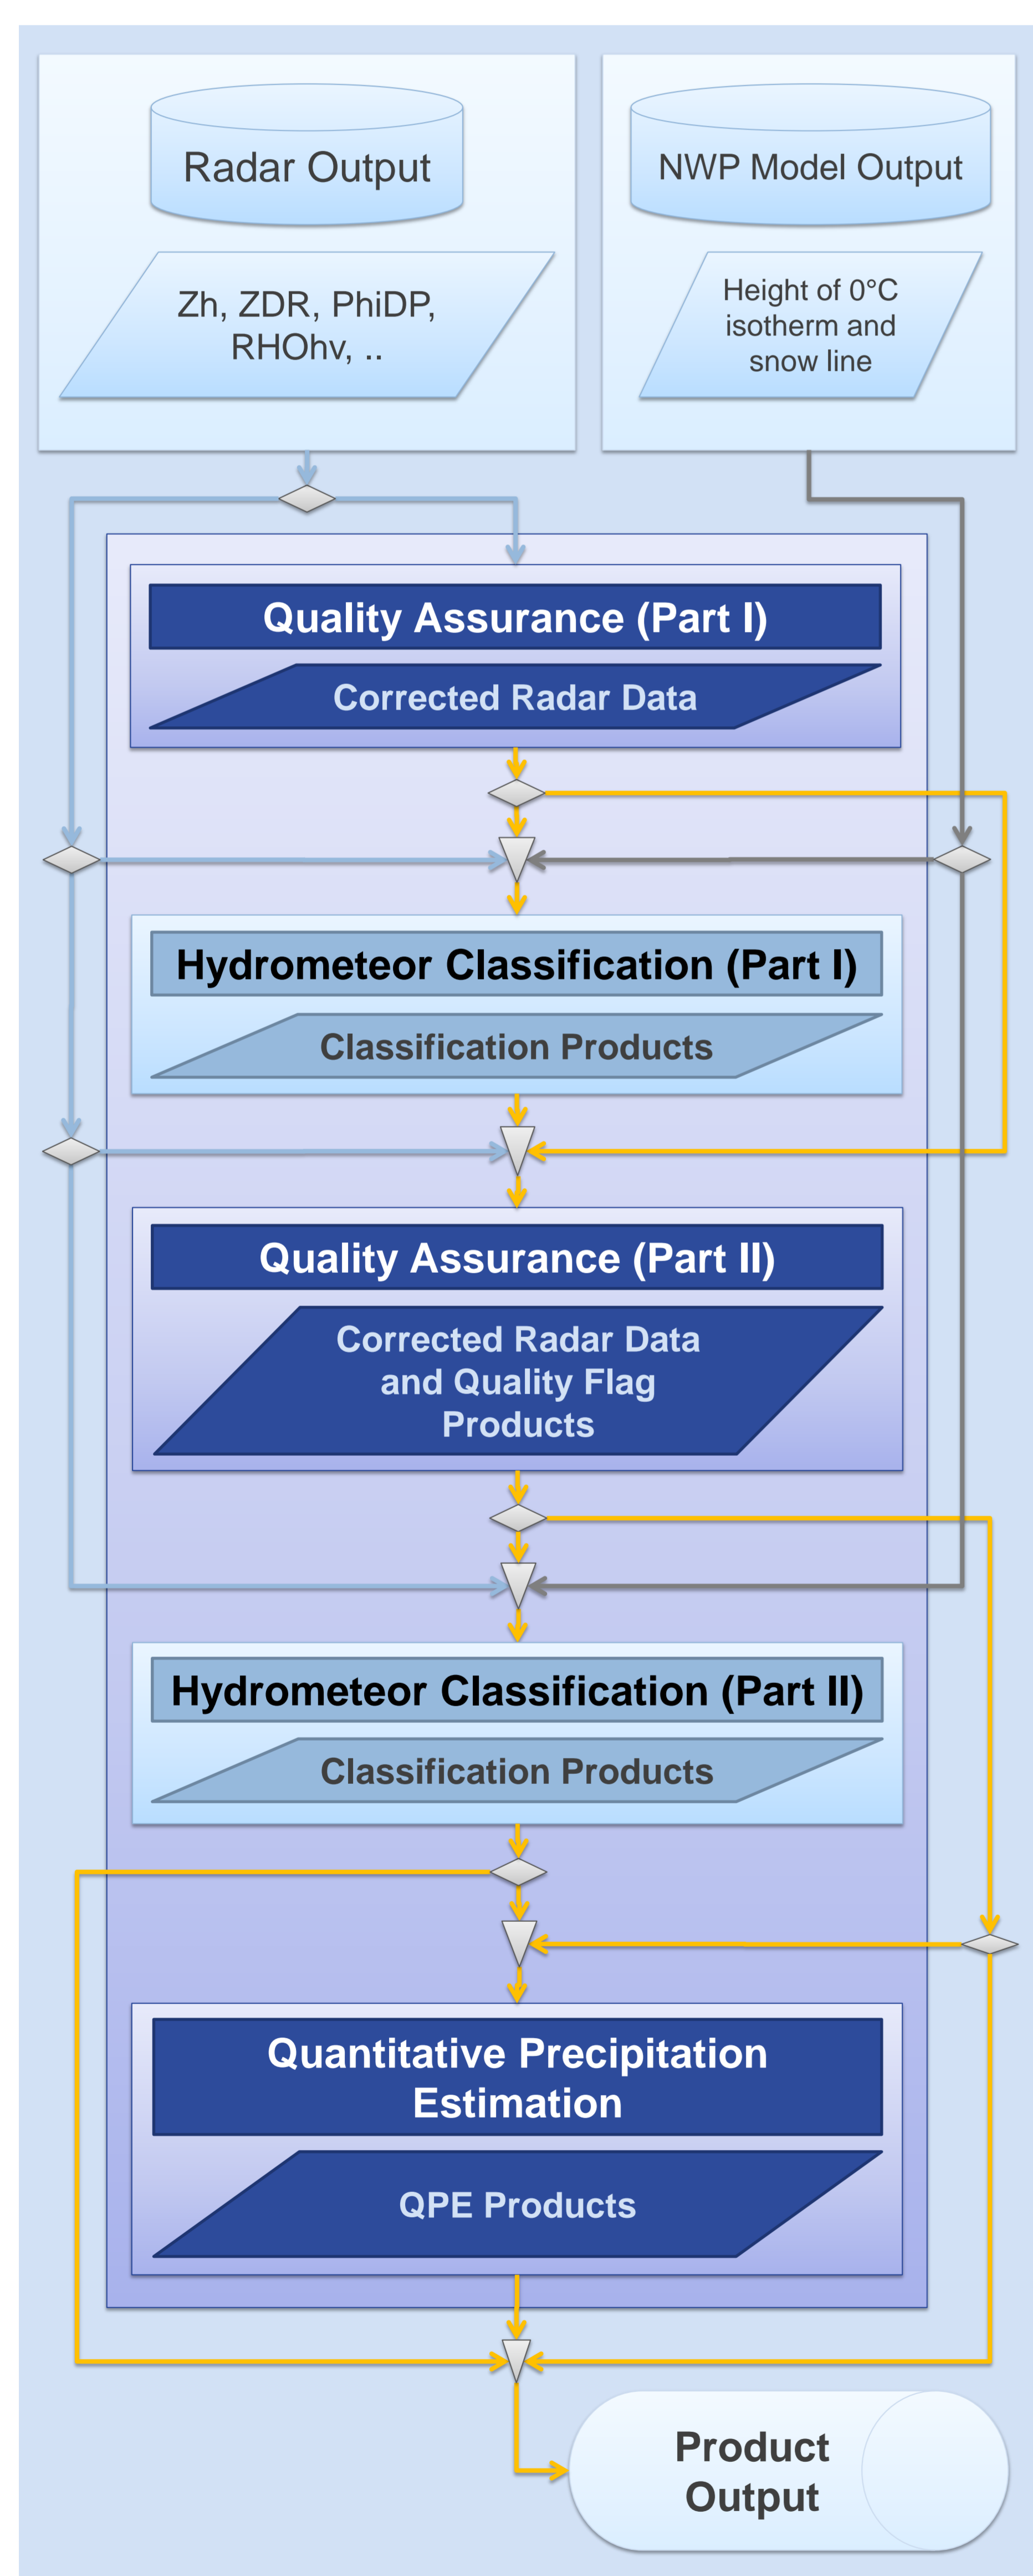 Radar Output
Zh, ZDR, PhiDP,
RHOhv, ..
NWP Model Output
Height of 0°C
isotherm and
snow line
Quality Assurance (Part I)
Corrected Radar Data
Hydrometeor Classification (Part I)
Classification Products
Quality Assurance (Part II)
Corrected Radar Data
and Quality Flag
Products
Hydrometeor Classification (Part II)
Classification Products
Quantitative Precipitation
Estimation
QPE Products
Product
Output